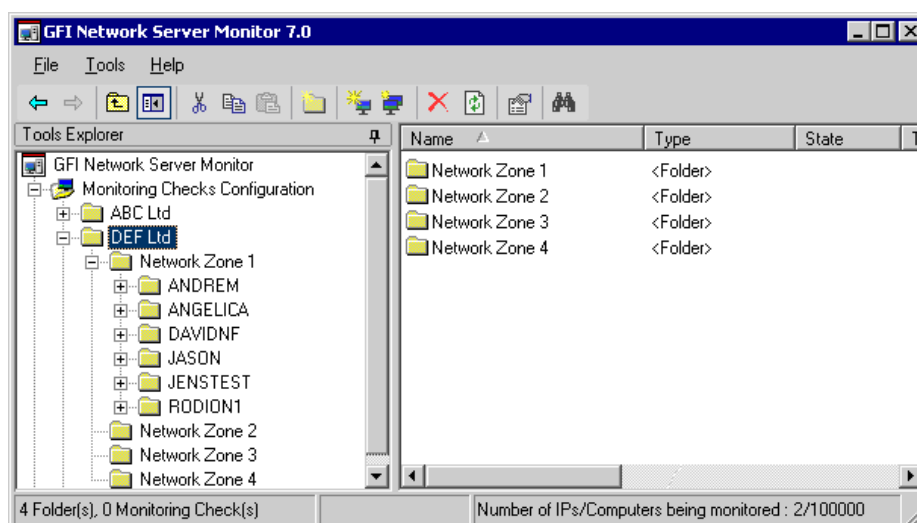 GFI Network Server Monitor 7.0
File Tools Help
Tools Explorer
GFI Network Server Monitor
Monitoring Checks Configuration
ABC Ltd
DEF Ltd
Network Zone 1
ANDREM
ANGELICA
DAVIDNF
JASON
JENSTEST
RODION1
Network Zone 2
Network Zone 3
Network Zone 4
Name Type State T
Network Zone 1 <Folder>
Network Zone 2 <Folder>
Network Zone 3 <Folder>
Network Zone 4 <Folder>
4 Folder(s), 0 Monitoring Check(s) Number of IPs/Computers being monitored : 2/100000